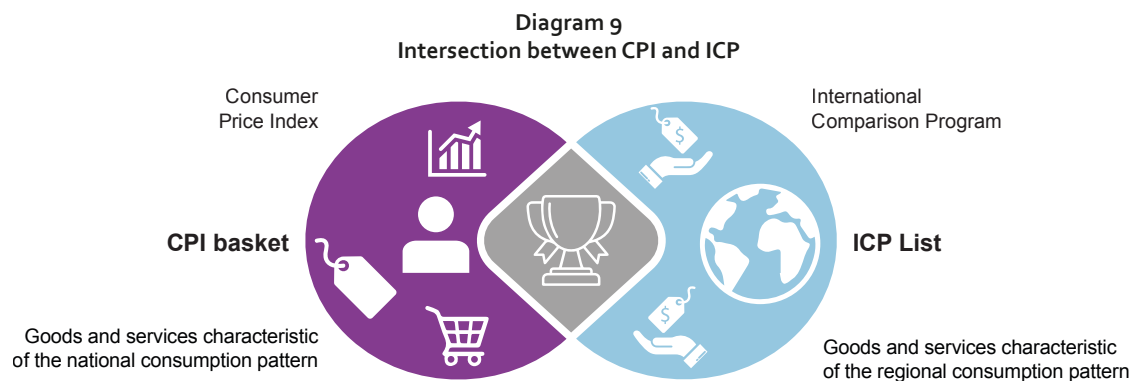 Diagram 9
Intersection between CPI and ICP
Consumer
Price Index
International
Comparison Program
$
CPI basket
ICP List
$
Goods and services characteristic
of the national consumption pattern
Goods and services characteristic
of the regional consumption pattern